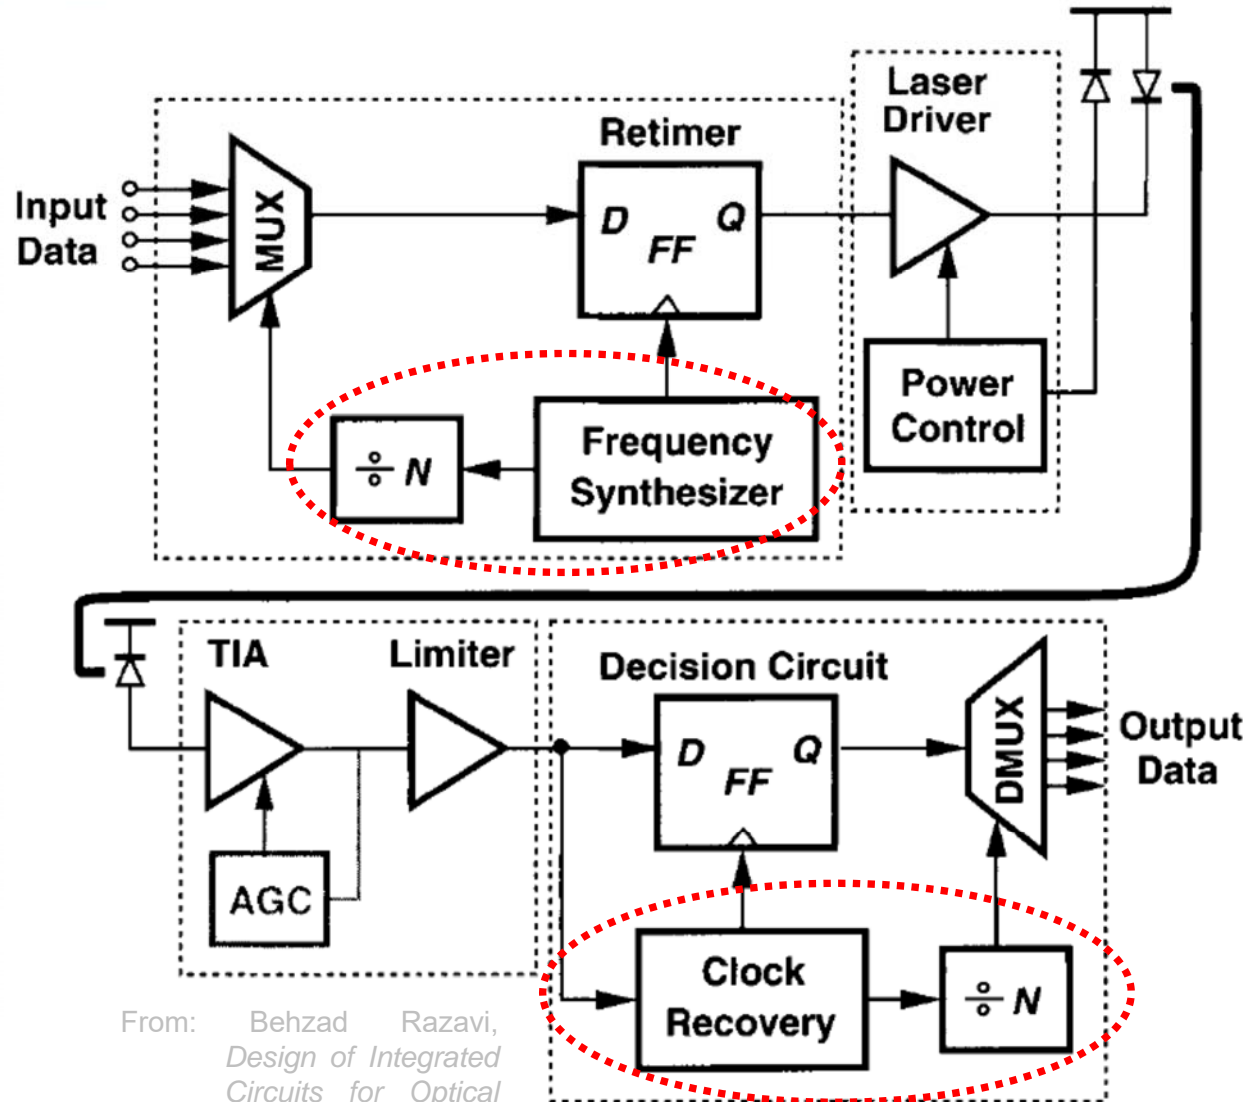 Laser
Driver
Retimer
Input
Data
MUX
D
Q
FF
÷ N
Frequency
Synthesizer
Power
Control
TIA
Limiter
Decision Circuit
D
Q
FF
DMUX
Output
Data
AGC
Clock
Recovery
÷ N
From: Behzad Razavi,
Design of Integrated
Circuits for Optical